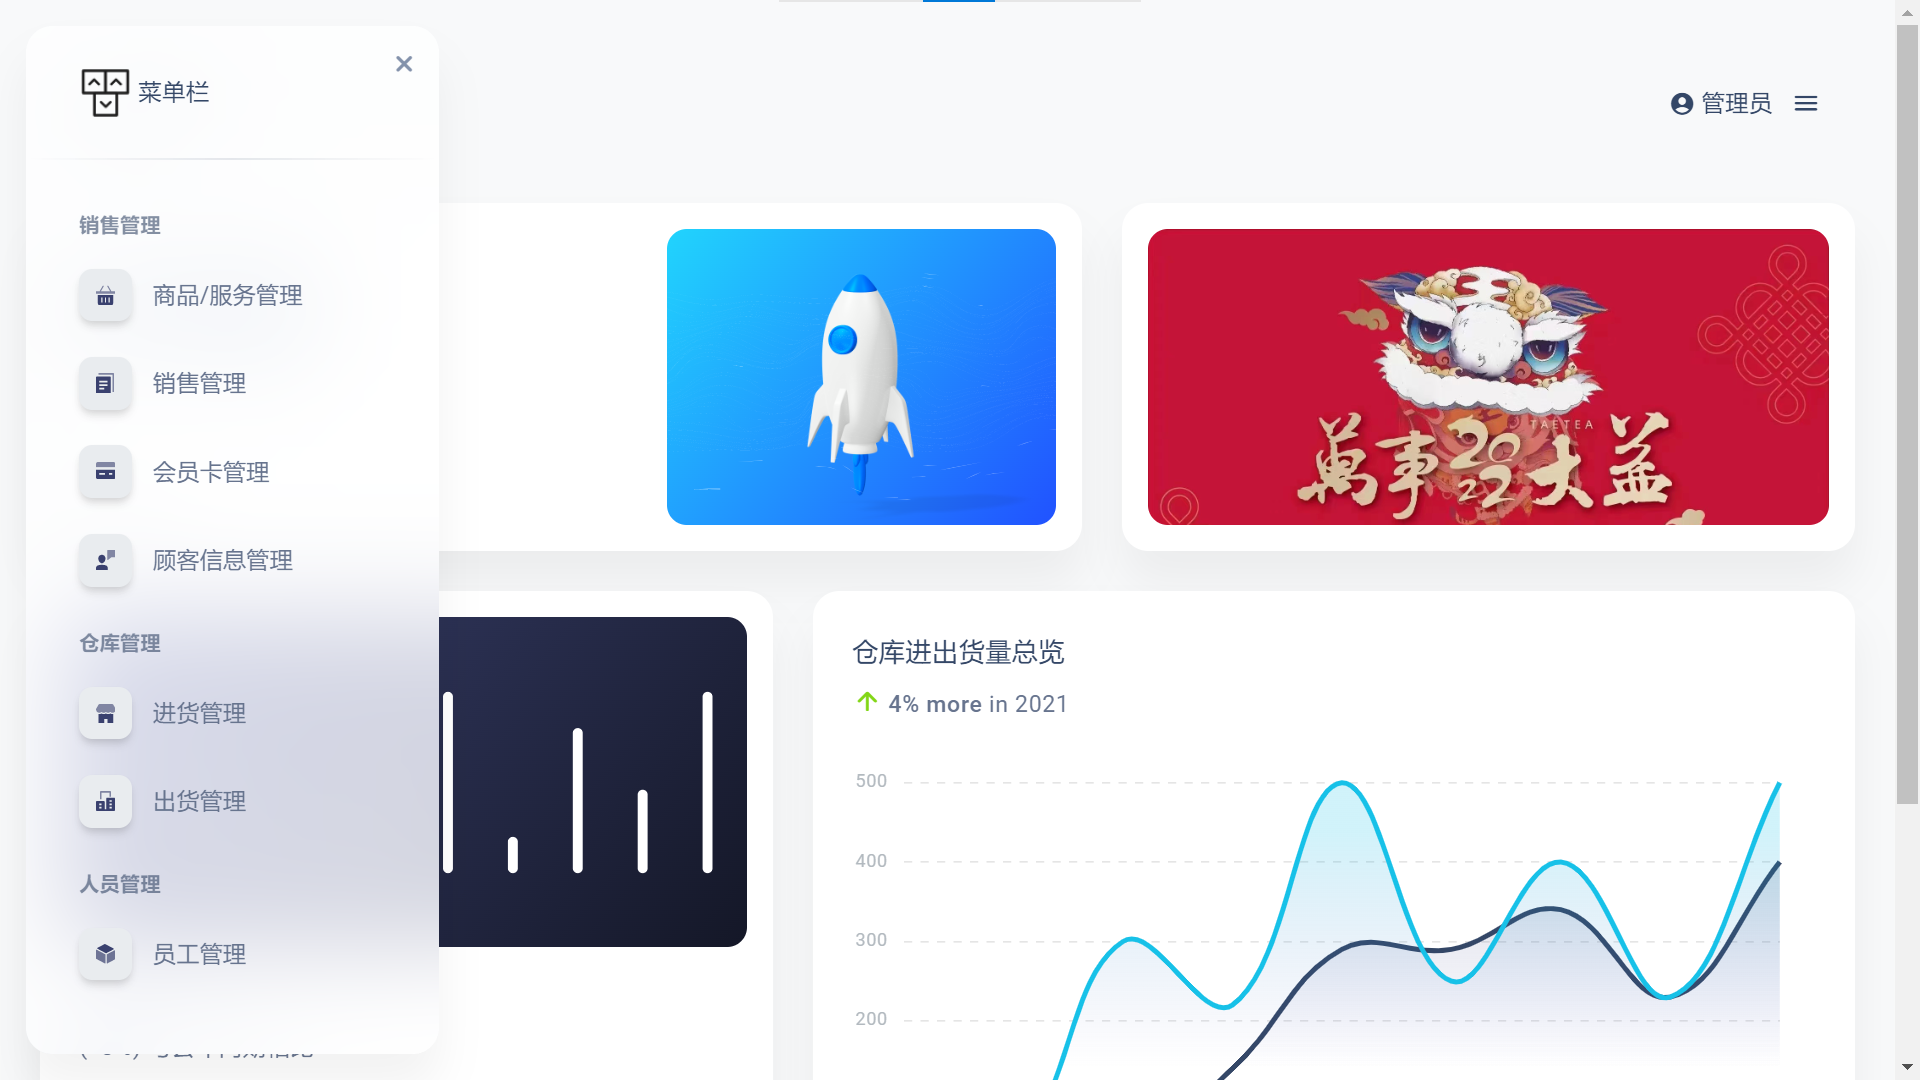 菜单栏
管理员
销售管理
商品/服务管理
销售管理
会员卡管理
顾客信息管理
仓库管理
进货管理
出货管理
人员管理
员工管理
TAETEA
萬事2022大益
仓库进出货量总览
4% more in 2021
500
400
300
200